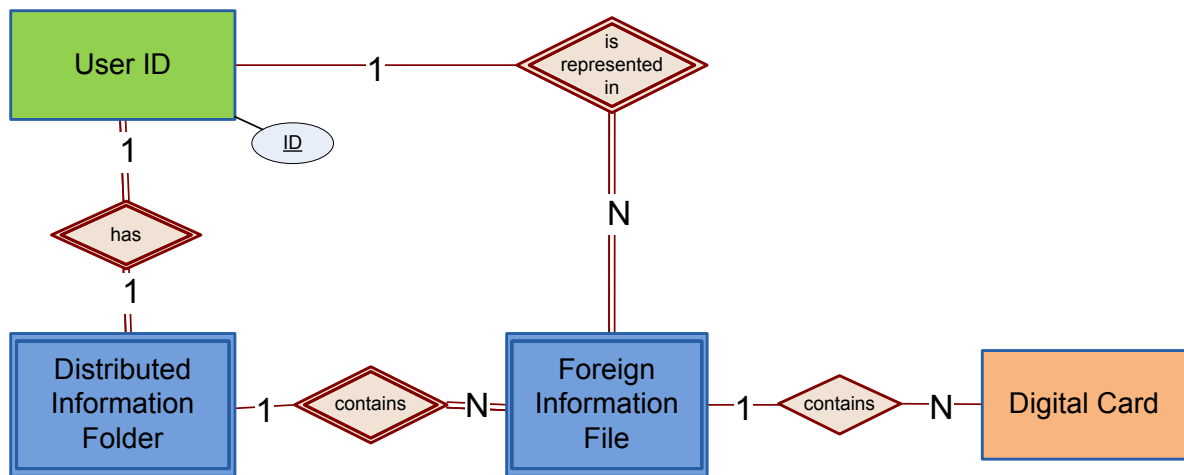 User ID
1
is
represented
in
ID
1
has
N
1
Distributed
Information
Folder
1
contains
N
Foreign
Information
File
1
contains
N
Digital Card